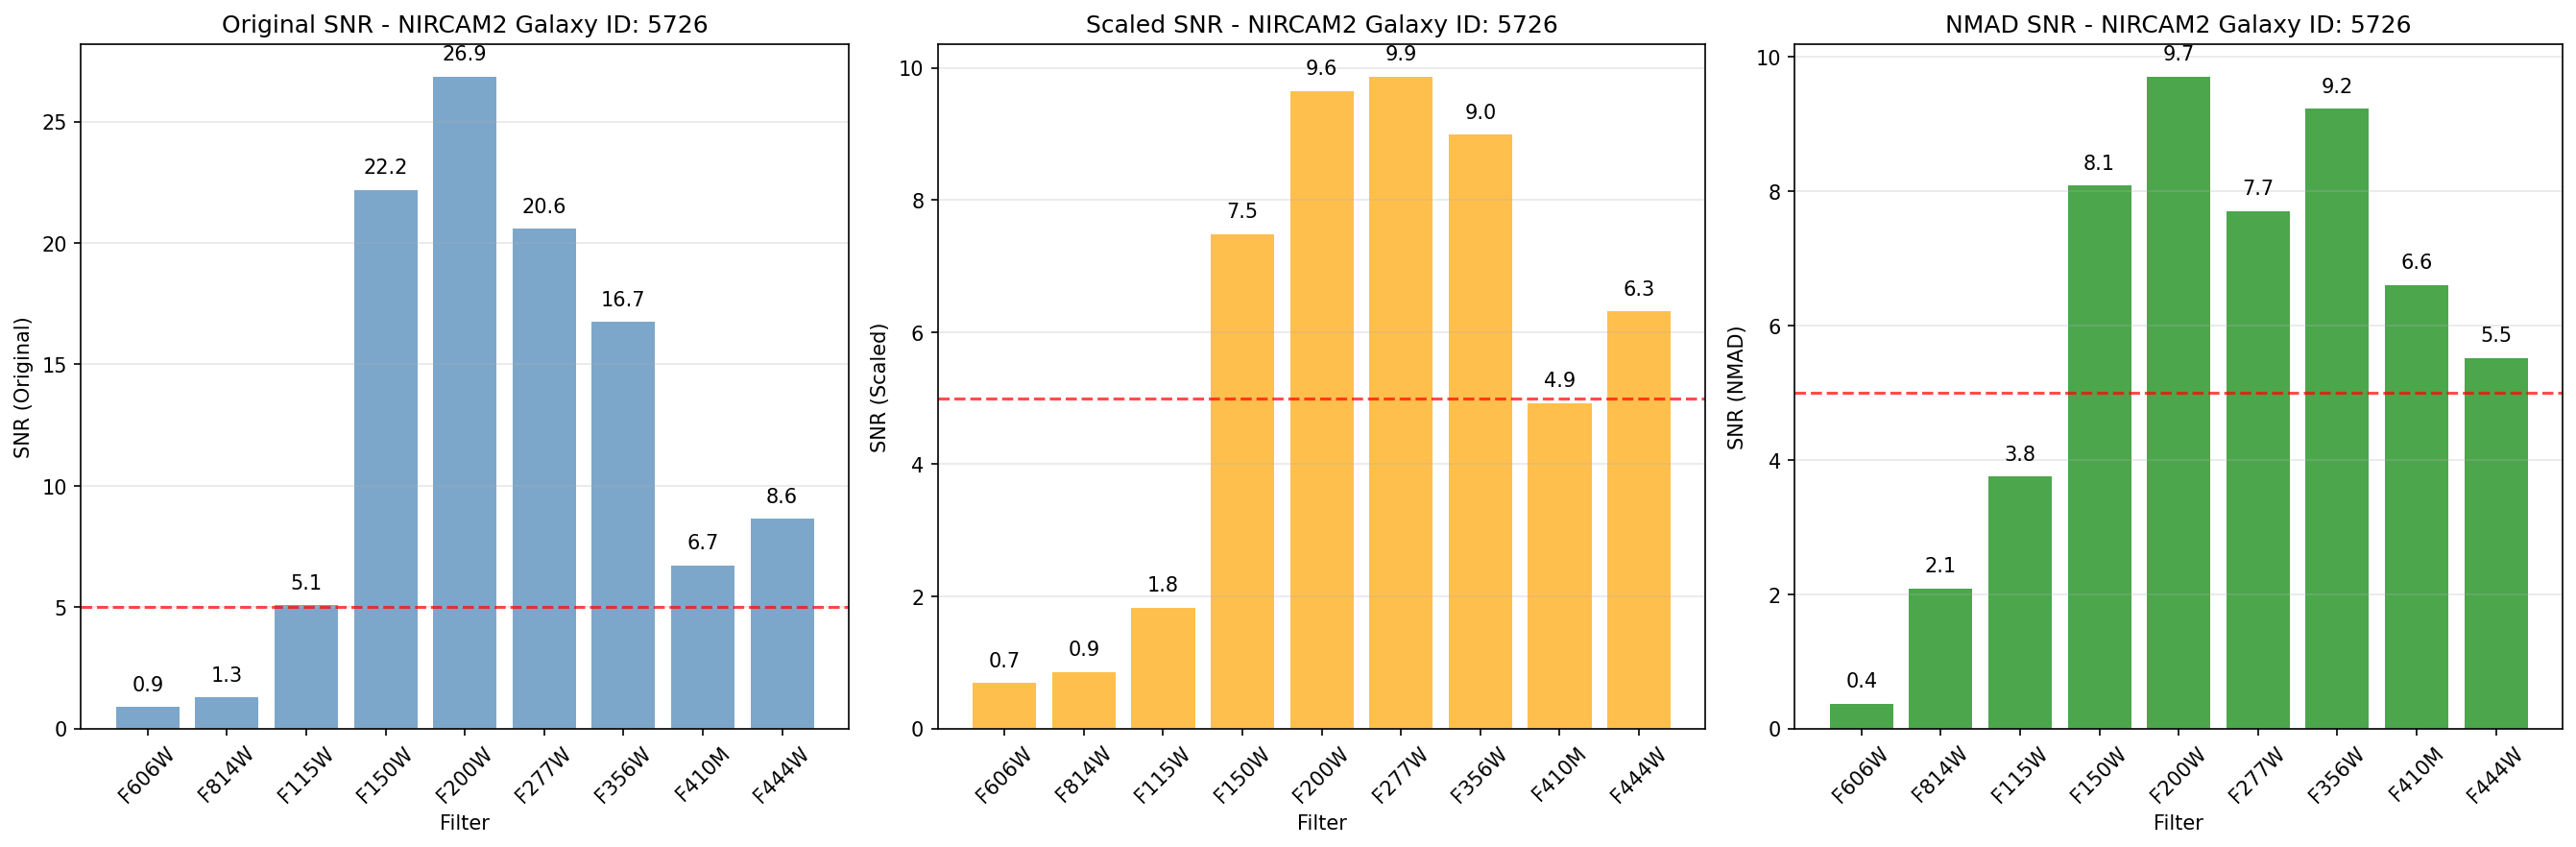 Original SNR - NIRCAM2 Galaxy ID: 5726
SNR (Original)
25
20
15
10
5
0
0.9
1.3
5.1
22.2
26.9
20.6
16.7
6.7
8.6
F606W
F814W
F115W
F150W
F200W
F277W
F356W
F410M
F444W
Filter
Scaled SNR - NIRCAM2 Galaxy ID: 5726
SNR (Scaled)
10
8
6
4
2
0
0.7
0.9
1.8
7.5
9.6
9.9
9.0
4.9
6.3
F606W
F814W
F115W
F150W
F200W
F277W
F356W
F410M
F444W
Filter
NMAD SNR - NIRCAM2 Galaxy ID: 5726
SNR (NMAD)
10
8
6
4
2
0
0.4
2.1
3.8
8.1
9.7
7.7
9.2
6.6
5.5
F606W
F814W
F115W
F150W
F200W
F277W
F356W
F410M
F444W
Filter